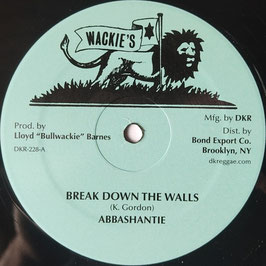 WACKIE'S
Prod. by
Lloyd "Bullwackie" Barnes
DKR-228-A
Mfg. by DKR
Dist. by
Bond Export Co.
Brooklyn, NY
dkreggae.com
BREAK DOWN THE WALLS
(K. Gordon)
ABBASHANTIE